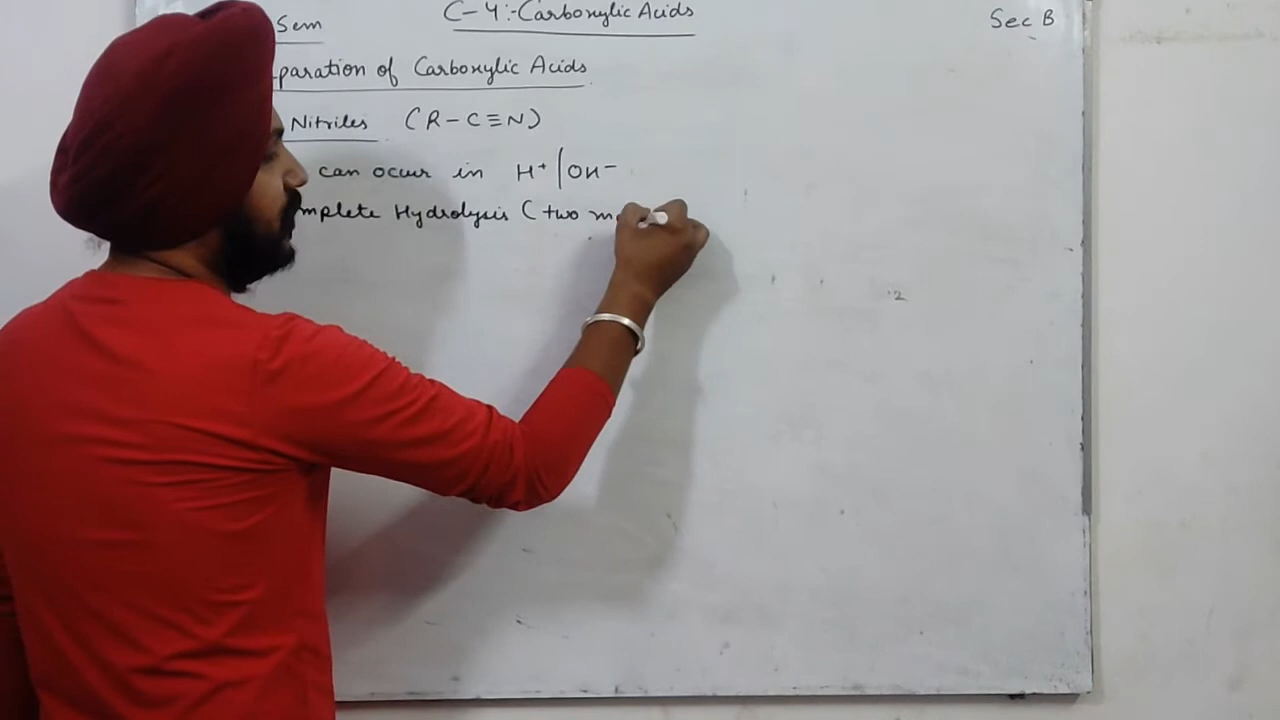 Sem C-4:- Carboxylic Acids Sec B
paration of Carboxylic Acids
Nitriles (R-C≡N)
can occur in H⁺/OH⁻
mplete Hydrolysis (two m